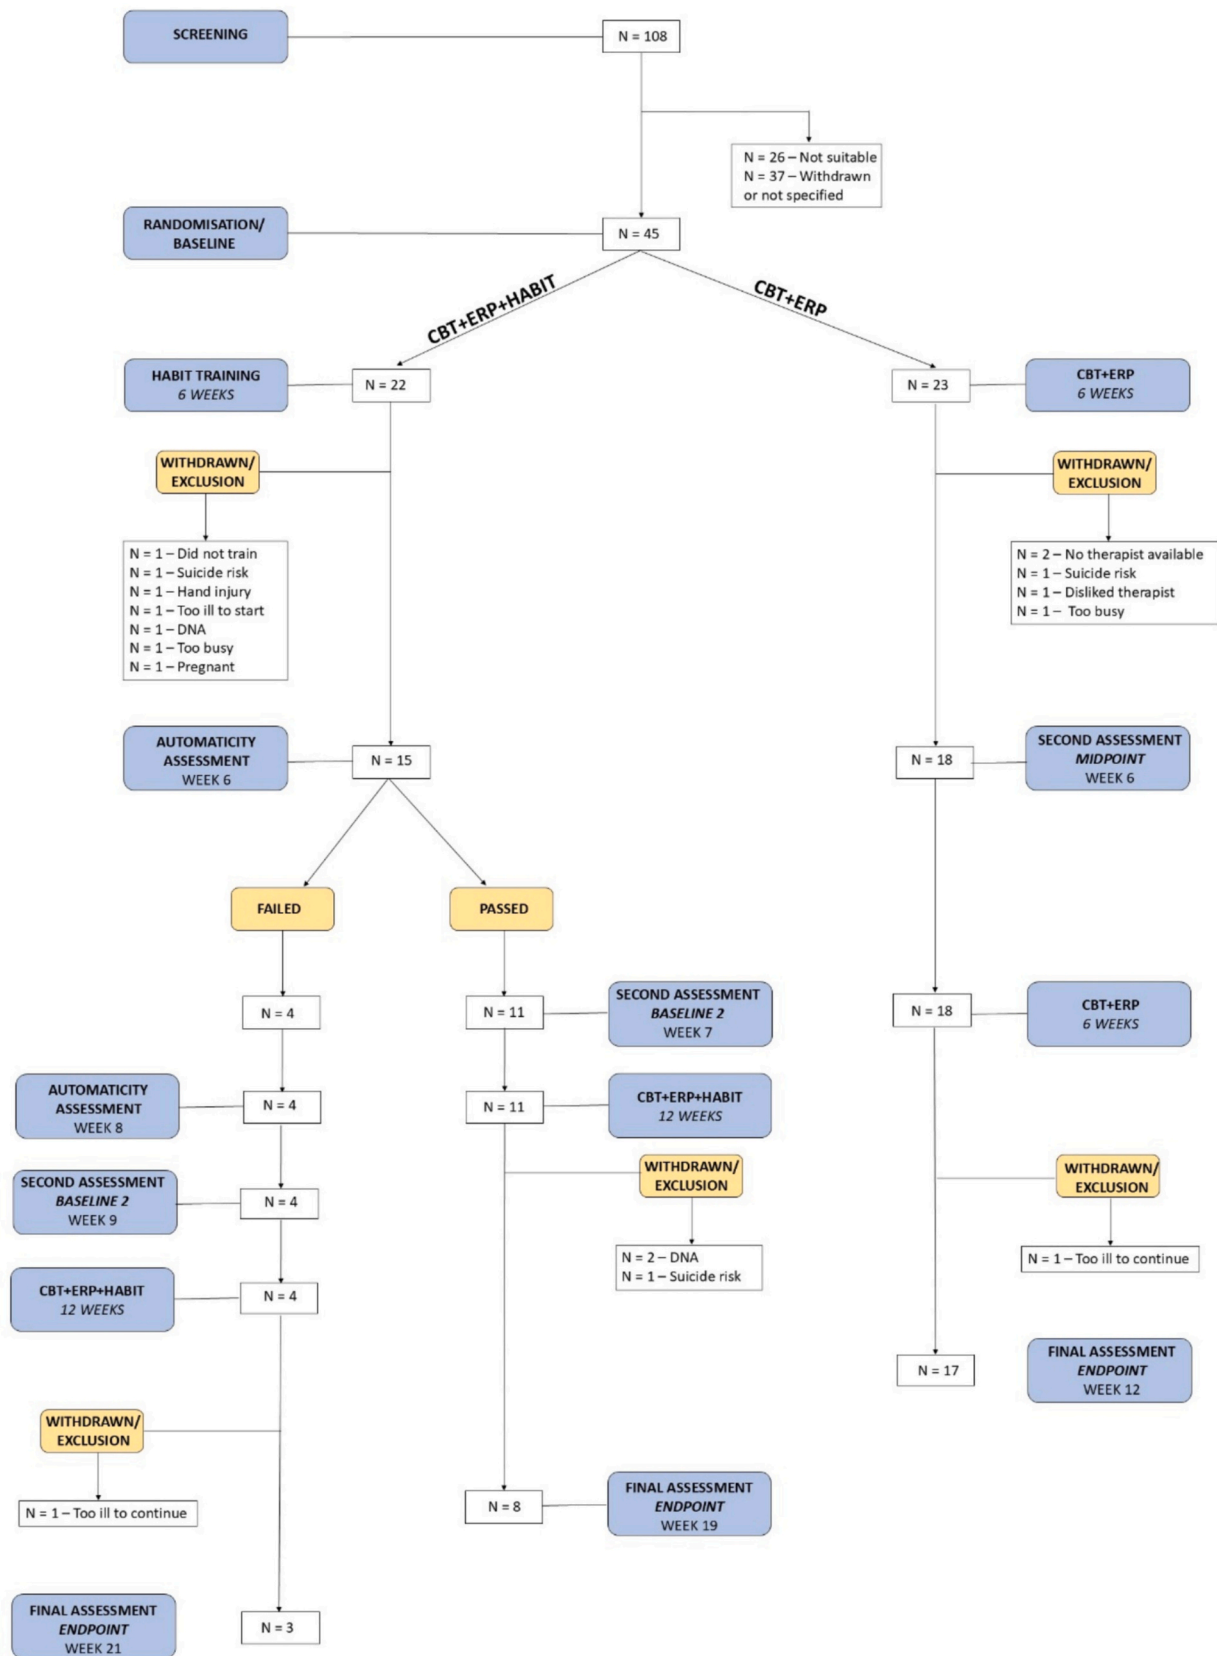 SCREENING
N = 108
N = 26 – Not suitable
N = 37 – Withdrawn
or not specified
RANDOMISATION/
BASELINE
N = 45
CBT+ERP+HABIT
CBT+ERP
HABIT TRAINING
6 WEEKS
N = 22
N = 23
CBT+ERP
6 WEEKS
WITHDRAWN/
EXCLUSION
N = 1 – Did not train
N = 1 – Suicide risk
N = 1 – Hand injury
N = 1 – Too ill to start
N = 1 – DNA
N = 1 – Too busy
N = 1 – Pregnant
WITHDRAWN/
EXCLUSION
N = 2 – No therapist available
N = 1 – Suicide risk
N = 1 – Disliked therapist
N = 1 – Too busy
AUTOMATICITY
ASSESSMENT
WEEK 6
N = 15
N = 18
SECOND ASSESSMENT
MIDPOINT
WEEK 6
FAILED
PASSED
N = 4
N = 11
SECOND ASSESSMENT
BASELINE 2
WEEK 7
N = 18
CBT+ERP
6 WEEKS
AUTOMATICITY
ASSESSMENT
WEEK 8
N = 4
N = 11
CBT+ERP+HABIT
12 WEEKS
SECOND ASSESSMENT
BASELINE 2
WEEK 9
N = 4
WITHDRAWN/
EXCLUSION
N = 2 – DNA
N = 1 – Suicide risk
WITHDRAWN/
EXCLUSION
N = 1 – Too ill to continue
CBT+ERP+HABIT
12 WEEKS
N = 4
N = 17
FINAL ASSESSMENT
ENDPOINT
WEEK 12
WITHDRAWN/
EXCLUSION
N = 1 – Too ill to continue
N = 8
FINAL ASSESSMENT
ENDPOINT
WEEK 19
FINAL ASSESSMENT
ENDPOINT
WEEK 21
N = 3